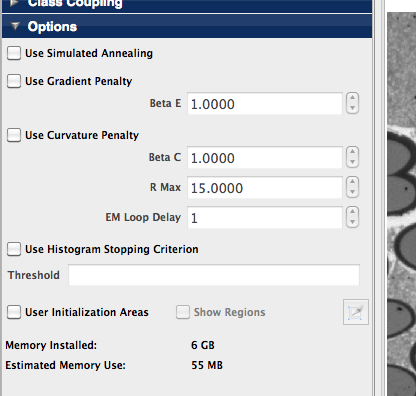 Class Coupling
Options
Use Simulated Annealing
Use Gradient Penalty
Beta E 1.0000
Use Curvature Penalty
Beta C 1.0000
R Max 15.0000
EM Loop Delay 1
Use Histogram Stopping Criterion
Threshold
User Initialization Areas Show Regions
Memory Installed: 6 GB
Estimated Memory Use: 55 MB